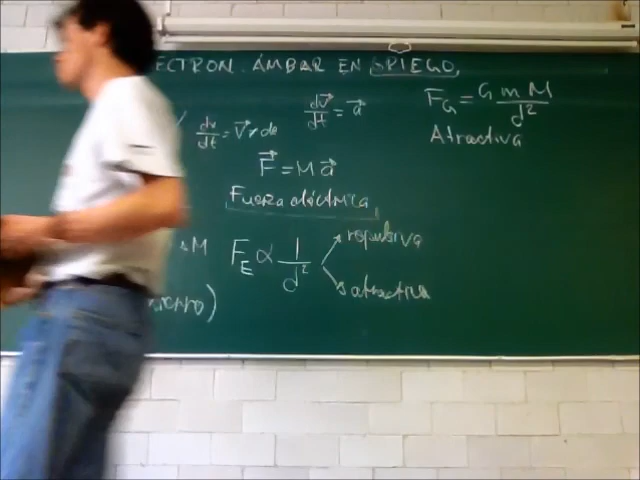 ECTRON. ÁMBAR EN GRIEGO.
dv/dt = v⃗ x de
dv⃗/dt = a⃗
F_G = G m M / d²
Atractiva
F⃗ = M a⃗
Fuerza eléctrica
M
F_E ∝ 1/d²
repulsiva
atractiva
icro)